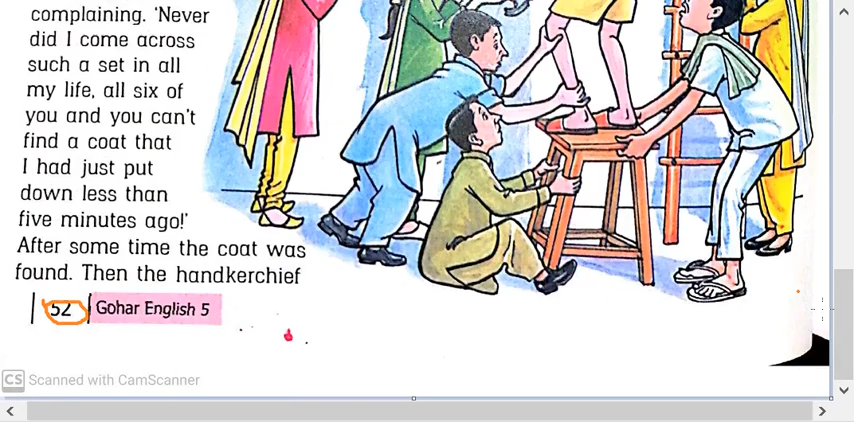 complaining. 'Never
did I come across
such a set in all
my life, all six of
you and you can't
find a coat that
I had just put
down less than
five minutes ago!'
After some time the coat was
found. Then the handkerchief
52 Gohar English 5
CS Scanned with CamScanner